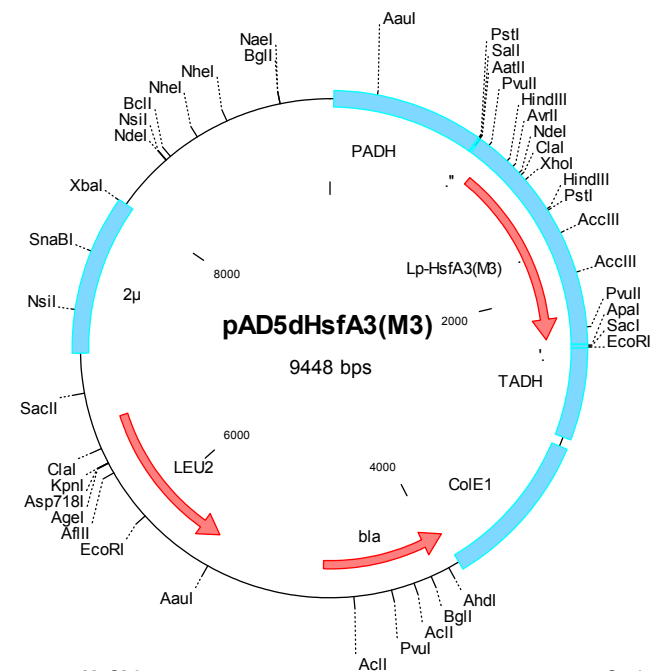 AauI
PstI
SalI
AatII
PvuII
HindIII
AvrII
NdeI
ClaI
XhoI
HindIII
PstI
AccIII
AccIII
PvuII
ApaI
SacI
EcoRI
NaeI
BglI
NheI
NheI
BclI
NsiI
NdeI
XbaI
SnaBI
NsiI
SacII
ClaI
KpnI
Asp718I
AgeI
AflII
EcoRI
AauI
AclI
PvuI
AclI
BglI
AhdI
PADH
Lp-HsfA3(M3)
TADH
ColE1
bla
LEU2
2µ
8000
2000
4000
6000
pAD5dHsfA3(M3)
9448 bps